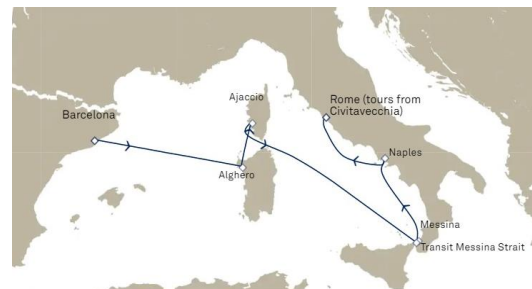 Ajaccio
Rome (tours from
Civitavecchia)
Barcelona
Naples
Alghero
Messina
Transit Messina Strait